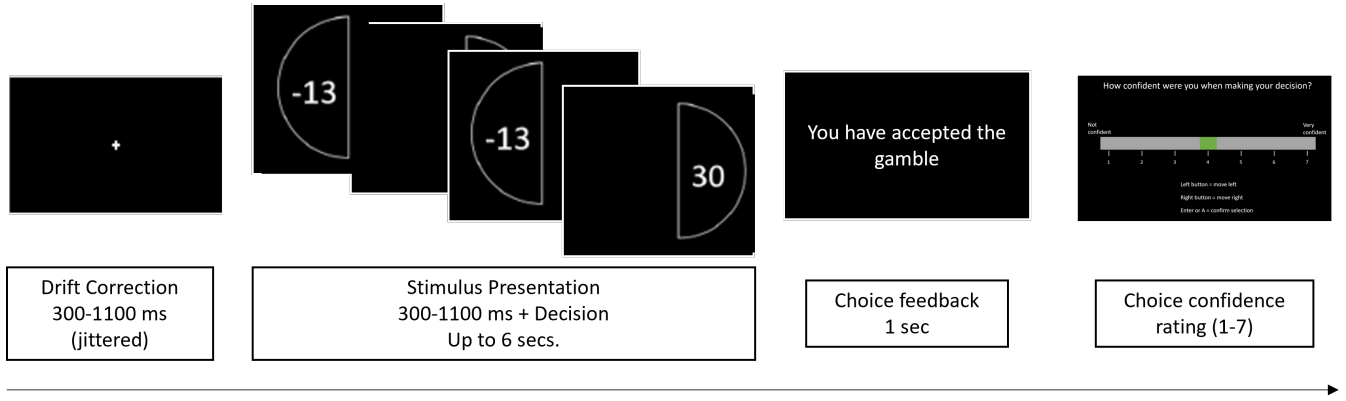 -13
-13
30
You have accepted the
gamble
How confident were you when making your decision?
Not
confident
Very
confident
1 2 3 4 5 6 7
Left button = move left
Right button = move right
Enter or A = confirm selection
Drift Correction
300-1100 ms
(jittered)
Stimulus Presentation
300-1100 ms + Decision
Up to 6 secs.
Choice feedback
1 sec
Choice confidence
rating (1-7)